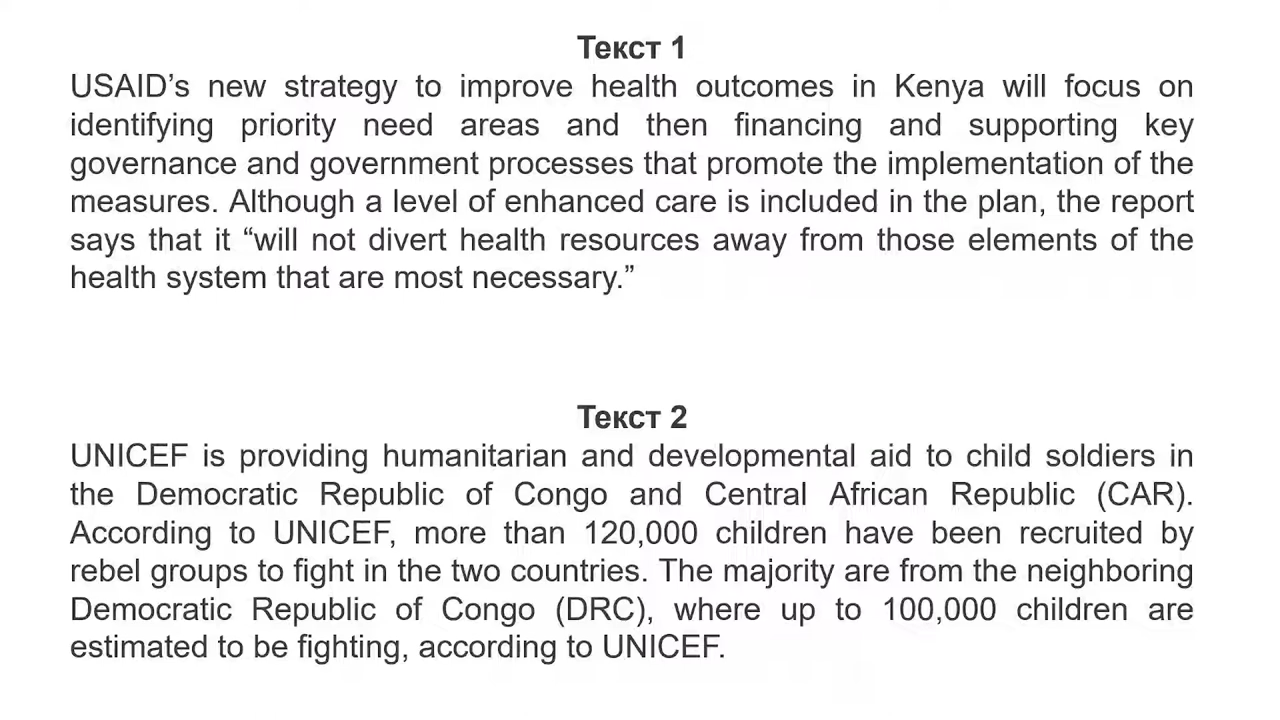 Текст 1
USAID’s new strategy to improve health outcomes in Kenya will focus on
identifying priority need areas and then financing and supporting key
governance and government processes that promote the implementation of the
measures. Although a level of enhanced care is included in the plan, the report
says that it “will not divert health resources away from those elements of the
health system that are most necessary.”
Текст 2
UNICEF is providing humanitarian and developmental aid to child soldiers in
the Democratic Republic of Congo and Central African Republic (CAR).
According to UNICEF, more than 120,000 children have been recruited by
rebel groups to fight in the two countries. The majority are from the neighboring
Democratic Republic of Congo (DRC), where up to 100,000 children are
estimated to be fighting, according to UNICEF.